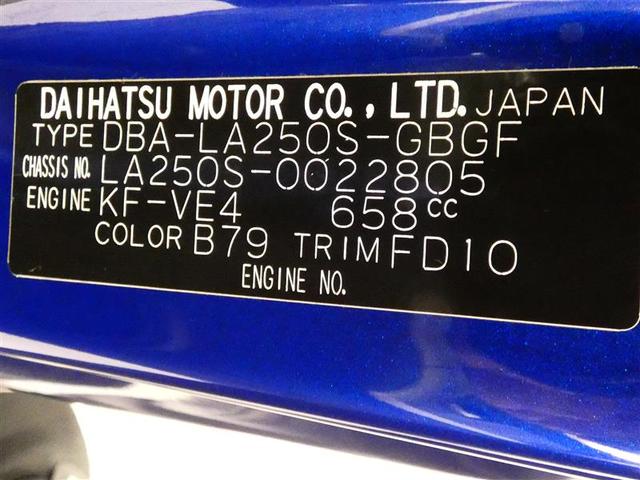 DAIHATSU MOTOR CO., LTD. JAPAN
TYPE DBA-LA250S-GBGF
CHASSIS NO. LA250S-0022805
ENGINE KF-VE4 658cc
COLOR B79 TRIM FD10
ENGINE NO.